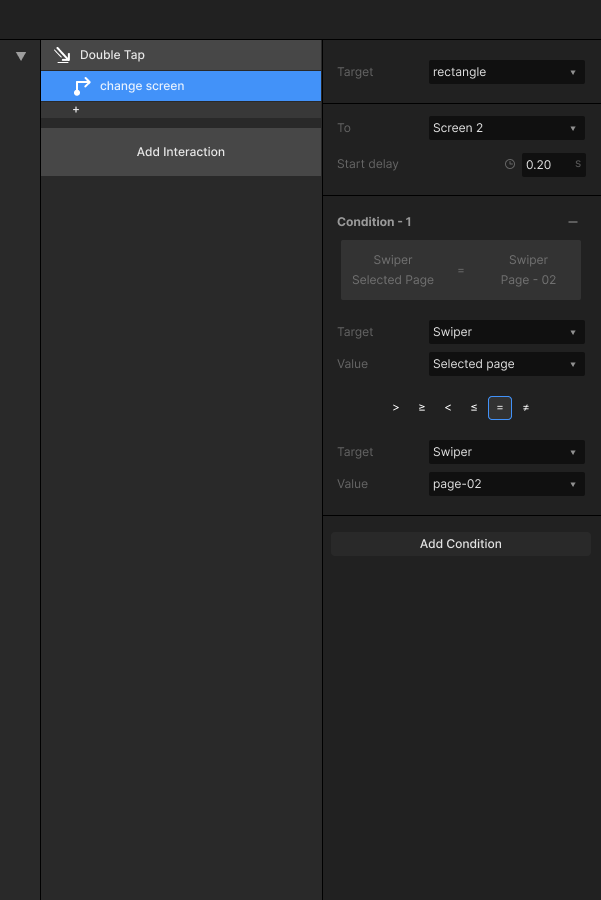 Double Tap
change screen
+
Add Interaction
Target rectangle
To Screen 2
Start delay 0.20 s
Condition - 1
Swiper Swiper
Selected Page = Page - 02
Target Swiper
Value Selected page
> ≥ < ≤ = ≠
Target Swiper
Value page-02
Add Condition